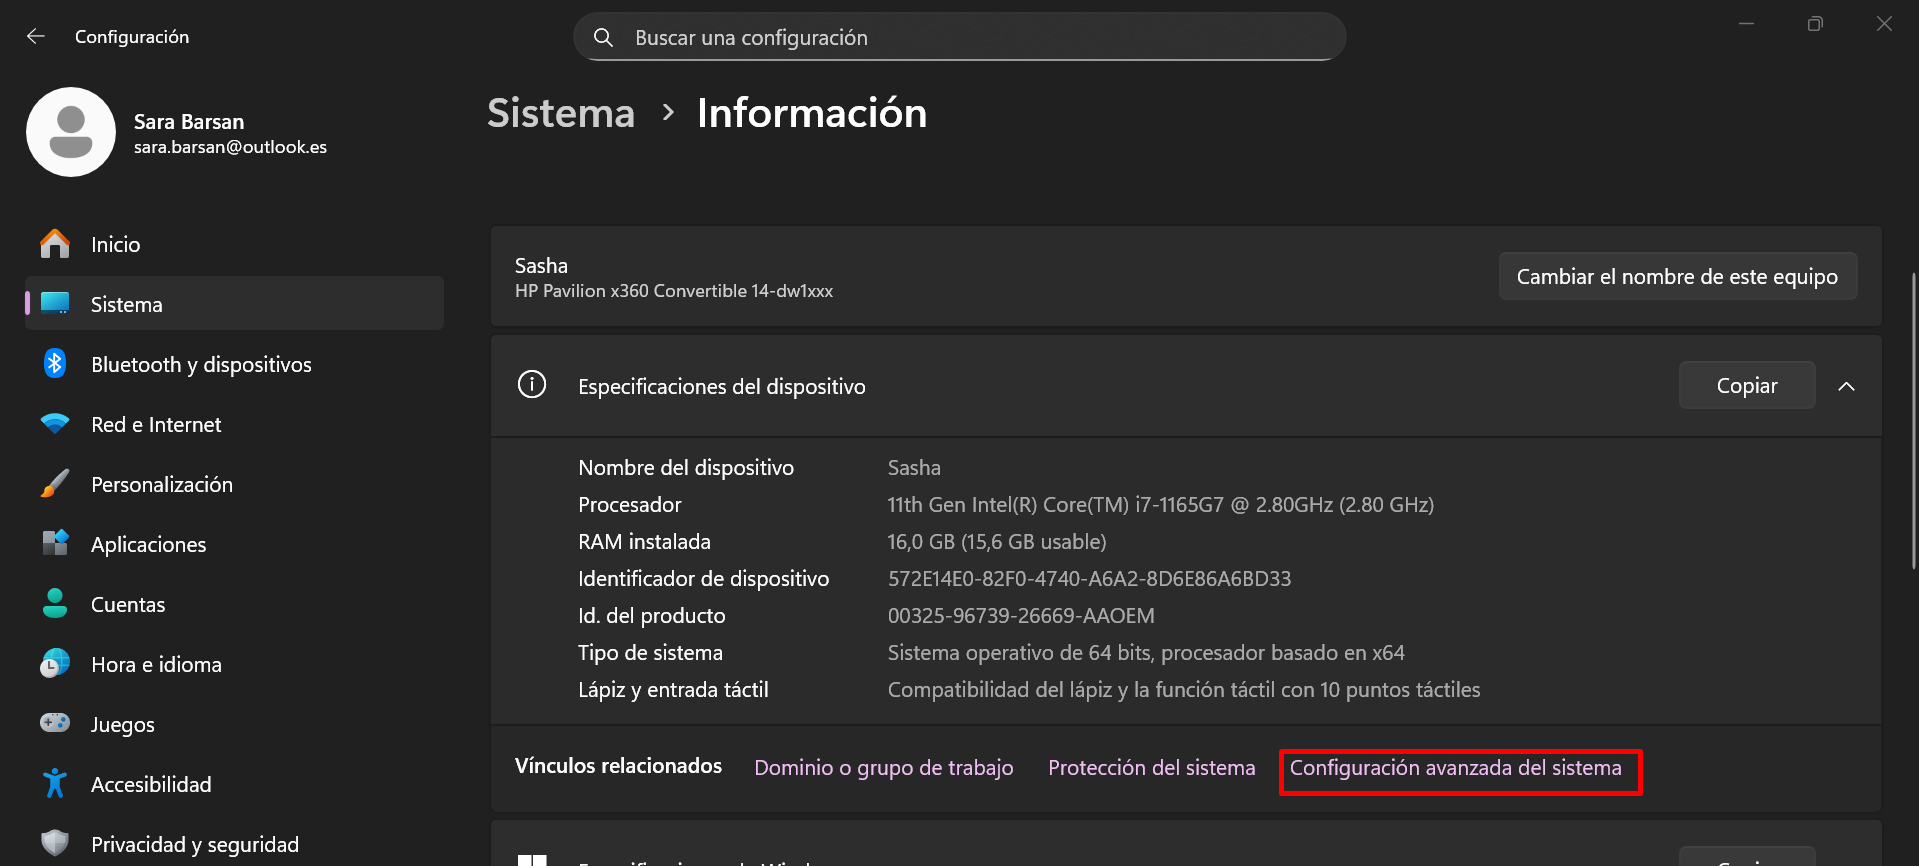 Configuración
Buscar una configuración
Sara Barsan
sara.barsan@outlook.es
Inicio
Sistema
Bluetooth y dispositivos
Red e Internet
Personalización
Aplicaciones
Cuentas
Hora e idioma
Juegos
Accesibilidad
Privacidad y seguridad
Sistema > Información
Sasha
HP Pavilion x360 Convertible 14-dw1xxx
Cambiar el nombre de este equipo
Especificaciones del dispositivo
Copiar
Nombre del dispositivo Sasha
Procesador 11th Gen Intel(R) Core(TM) i7-1165G7 @ 2.80GHz (2.80 GHz)
RAM instalada 16,0 GB (15,6 GB usable)
Identificador de dispositivo 572E14E0-82F0-4740-A6A2-8D6E86A6BD33
Id. del producto 00325-96739-26669-AAOEM
Tipo de sistema Sistema operativo de 64 bits, procesador basado en x64
Lápiz y entrada táctil Compatibilidad del lápiz y la función táctil con 10 puntos táctiles
Vínculos relacionados Dominio o grupo de trabajo Protección del sistema Configuración avanzada del sistema